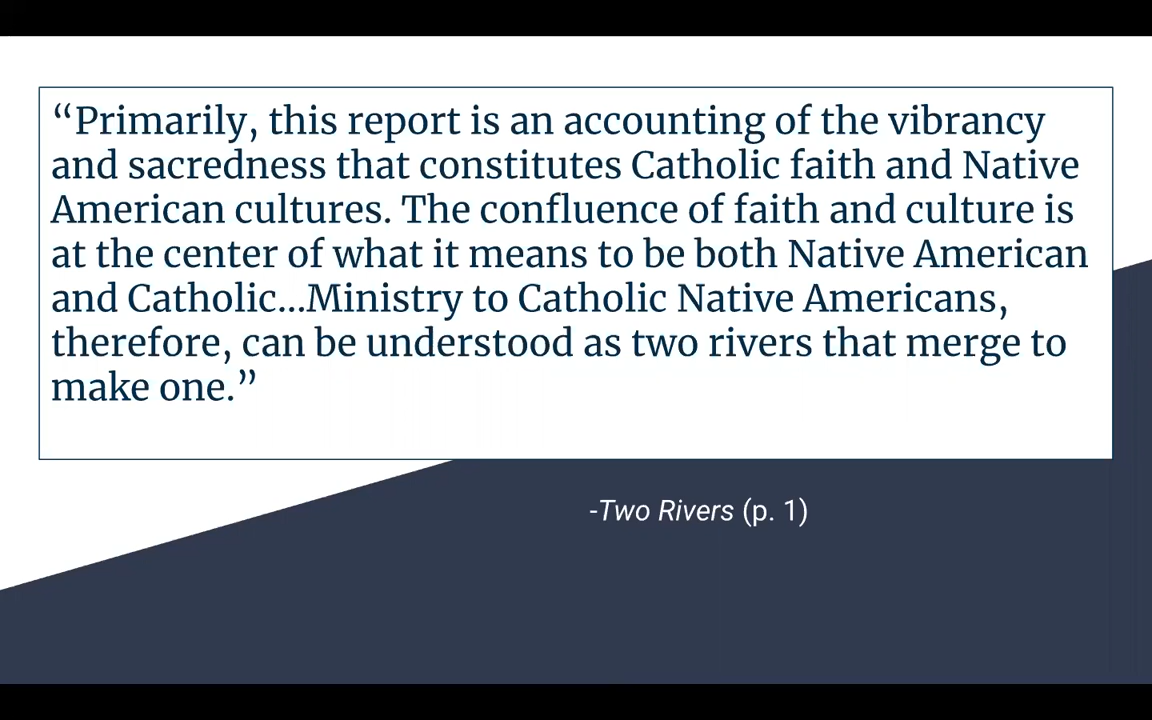 “Primarily, this report is an accounting of the vibrancy
and sacredness that constitutes Catholic faith and Native
American cultures. The confluence of faith and culture is
at the center of what it means to be both Native American
and Catholic...Ministry to Catholic Native Americans,
therefore, can be understood as two rivers that merge to
make one.”
-Two Rivers (p. 1)